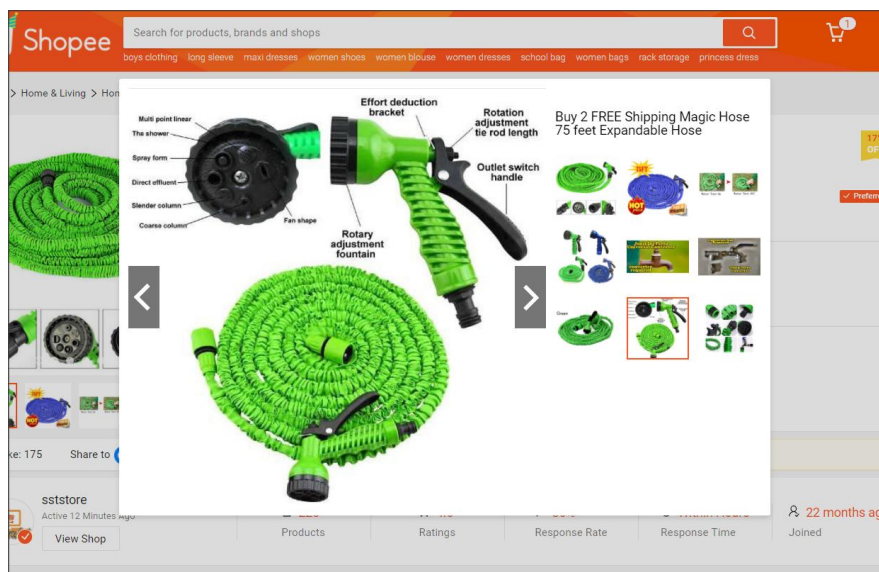 Shopee
Search for products, brands and shops
1
boys clothing long sleeve maxi dresses women shoes women blouse women dresses school bag women bags rack storage princess dress
> Home & Living >
Multi point linear
The shower
Spray form
Direct effluent
Slender column
Coarse column
Fan shape
Effort deduction
bracket
Rotation
adjustment
tie rod length
Outlet switch
handle
Rotary
adjustment
fountain
Buy 2 FREE Shipping Magic Hose
75 feet Expandable Hose
HOT
Green
HOT
175
Share to
sststore
Active 12 Minutes Ago
View Shop
Products
Ratings
Response Rate
Response Time
22 months
Joined